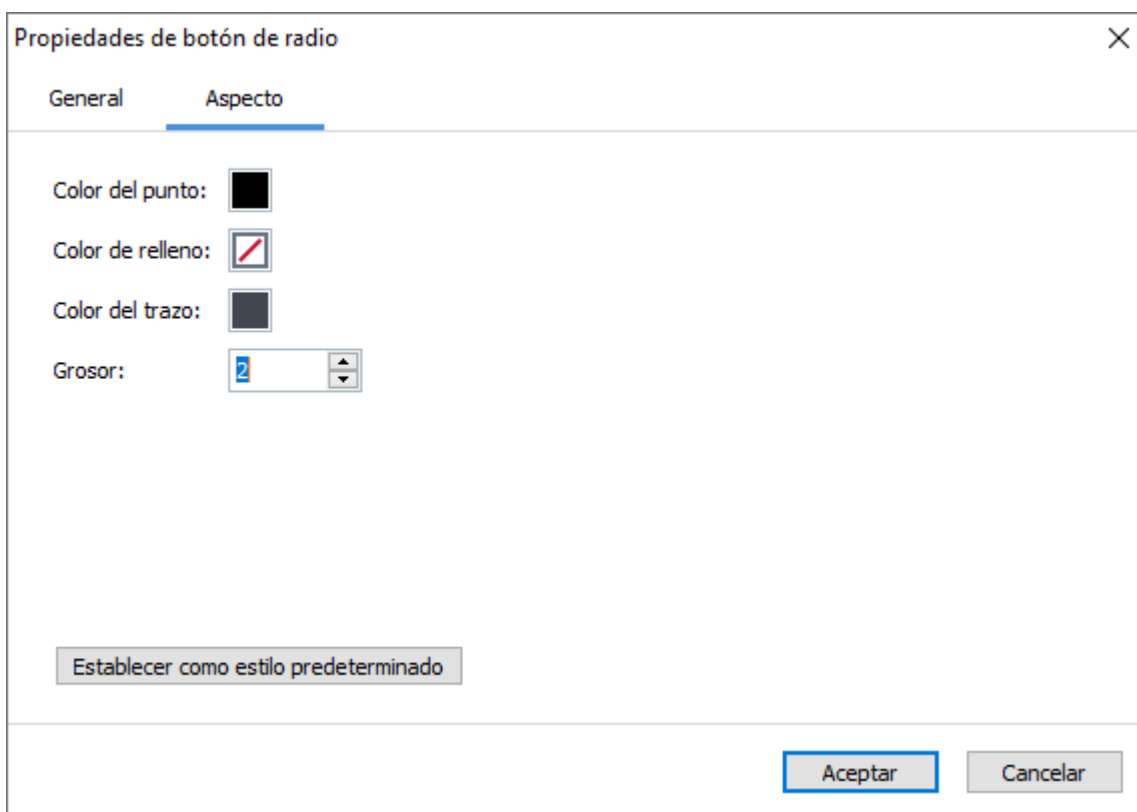 Propiedades de botón de radio
General Aspecto
Color del punto:
Color de relleno:
Color del trazo:
Grosor: 2
Establecer como estilo predeterminado
Aceptar Cancelar